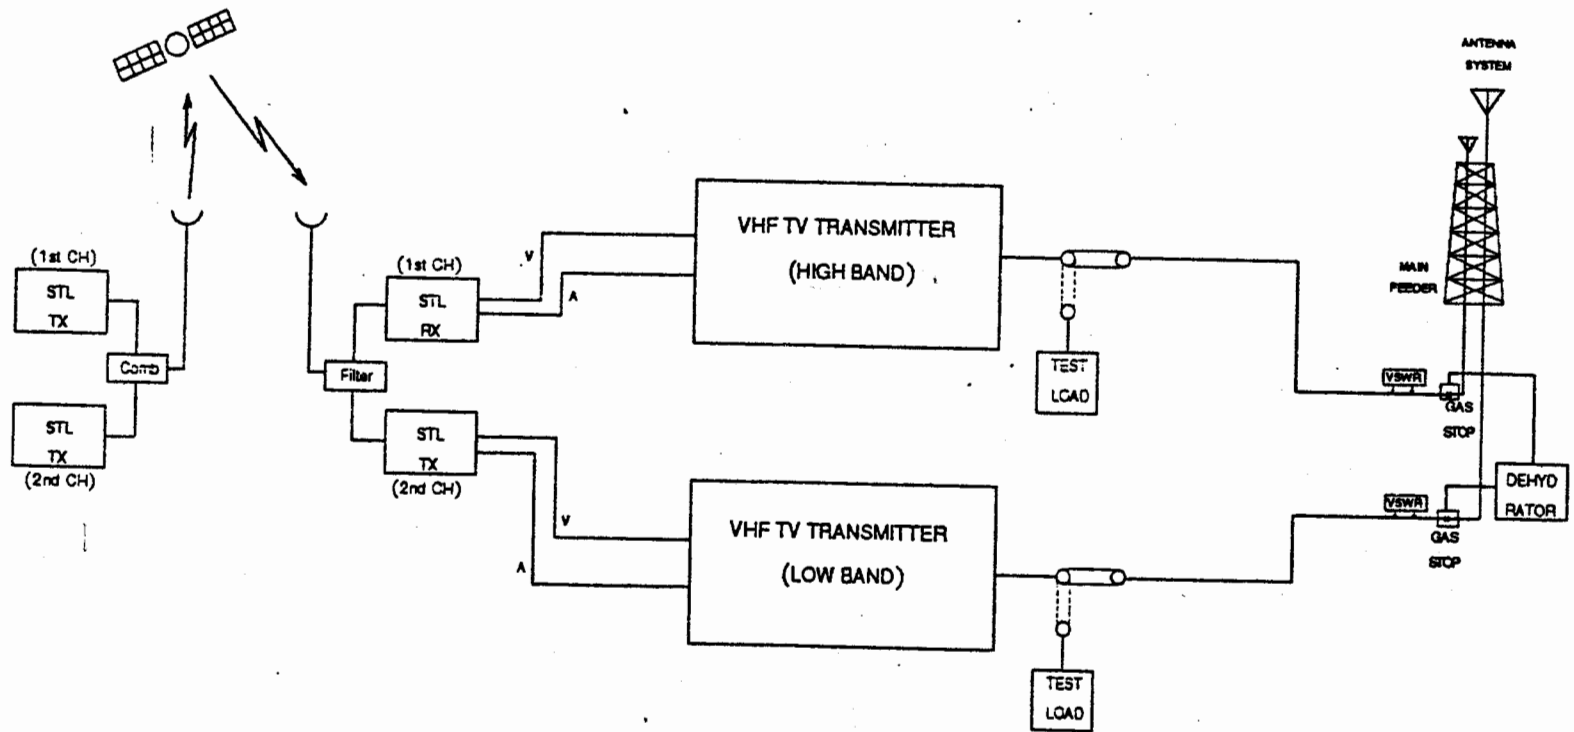 ANTENNA
SYSTEM
(1st CH)
STL
TX
Comb
STL
TX
(2nd CH)
(1st CH)
STL
RX
Filter
STL
TX
(2nd CH)
V
A
V
A
VHF TV TRANSMITTER
(HIGH BAND)
TEST
LOAD
VHF TV TRANSMITTER
(LOW BAND)
TEST
LOAD
MAIN
FEEDER
VSWR
GAS
STOP
VSWR
GAS
STOP
DEHYD
RATOR